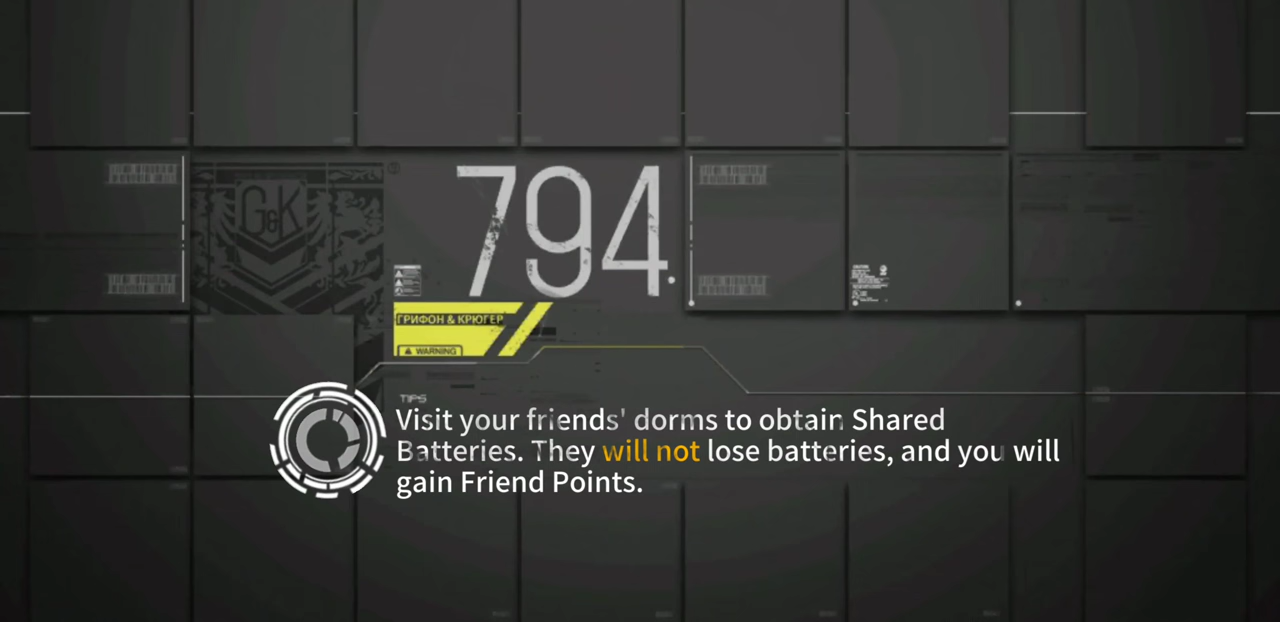 G&K
794.
ГРИФОН & КРЮГЕР
WARNING
TIPS
Visit your friends' dorms to obtain Shared
Batteries. They will not lose batteries, and you will
gain Friend Points.